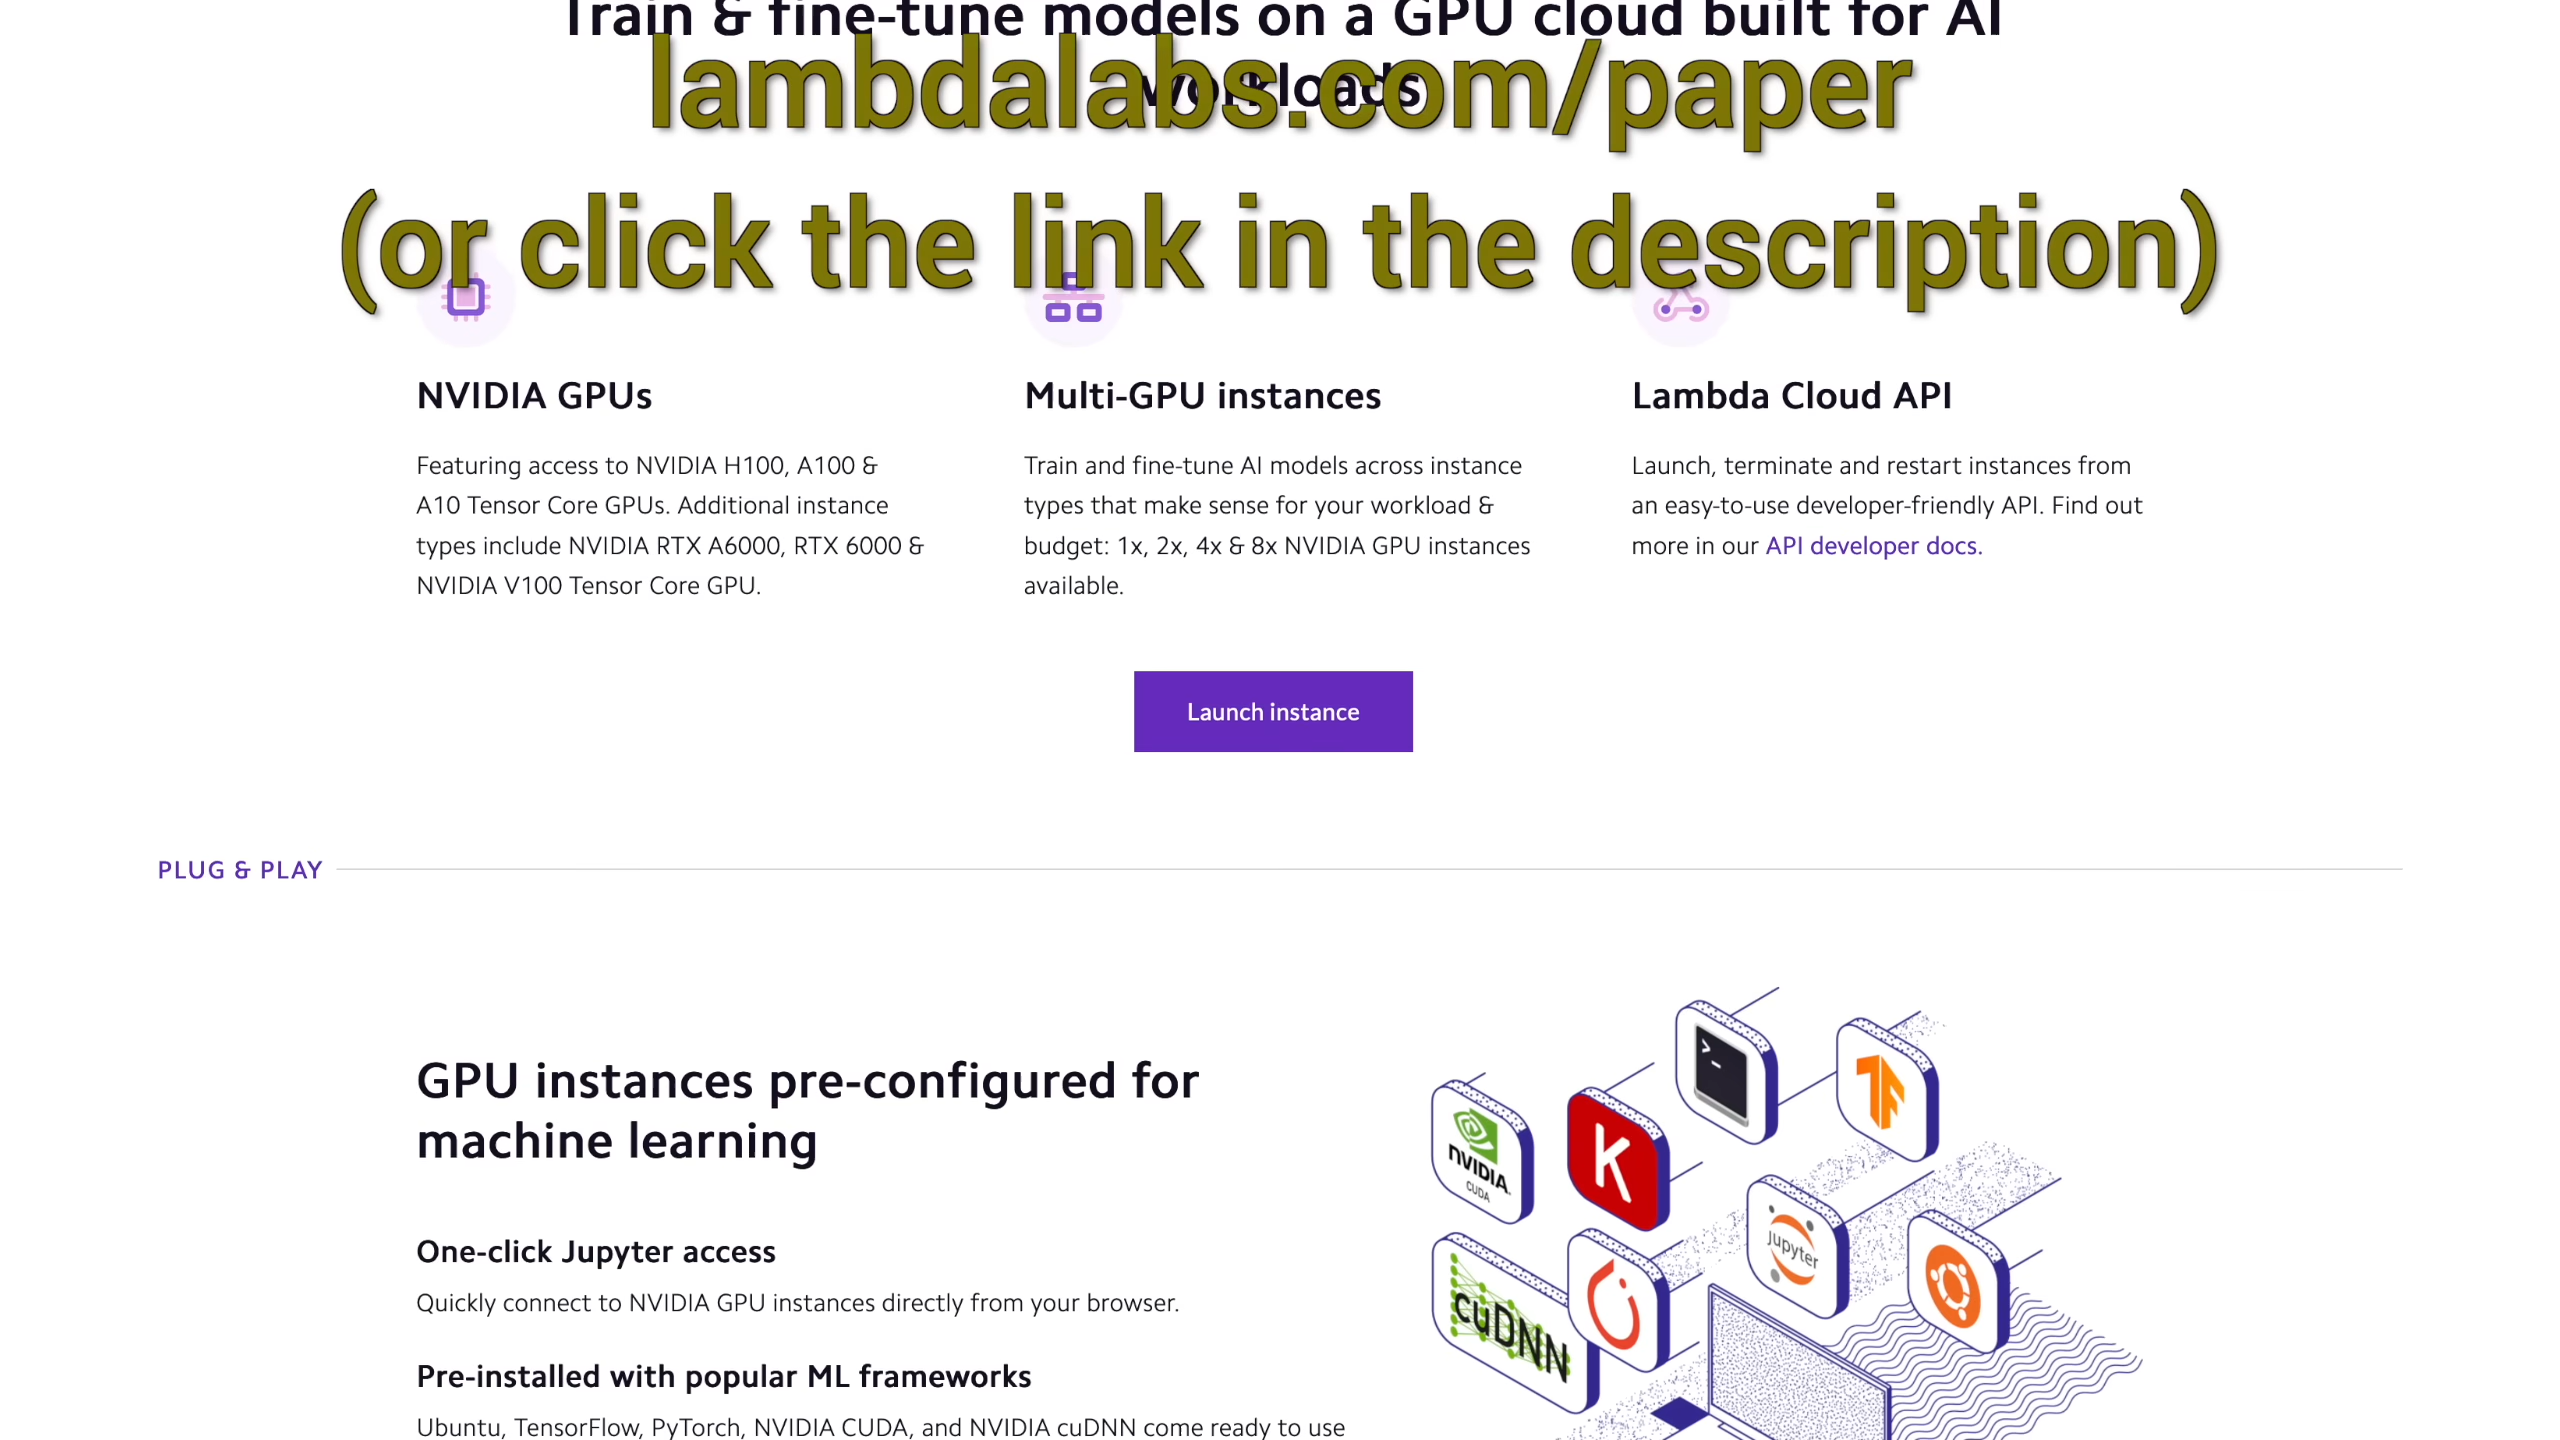 Train & fine-tune models on a GPU cloud built for AI
workloads
lambdalabs.com/paper
(or click the link in the description)
NVIDIA GPUs
Featuring access to NVIDIA H100, A100 &
A10 Tensor Core GPUs. Additional instance
types include NVIDIA RTX A6000, RTX 6000 &
NVIDIA V100 Tensor Core GPU.
Multi-GPU instances
Train and fine-tune AI models across instance
types that make sense for your workload &
budget: 1x, 2x, 4x & 8x NVIDIA GPU instances
available.
Lambda Cloud API
Launch, terminate and restart instances from
an easy-to-use developer-friendly API. Find out
more in our API developer docs.
Launch instance
PLUG & PLAY
GPU instances pre-configured for
machine learning
One-click Jupyter access
Quickly connect to NVIDIA GPU instances directly from your browser.
Pre-installed with popular ML frameworks
Ubuntu, TensorFlow, PyTorch, NVIDIA CUDA, and NVIDIA cuDNN come ready to use
>_
NVIDIA.
CUDA
K
Jupyter
cuDNN